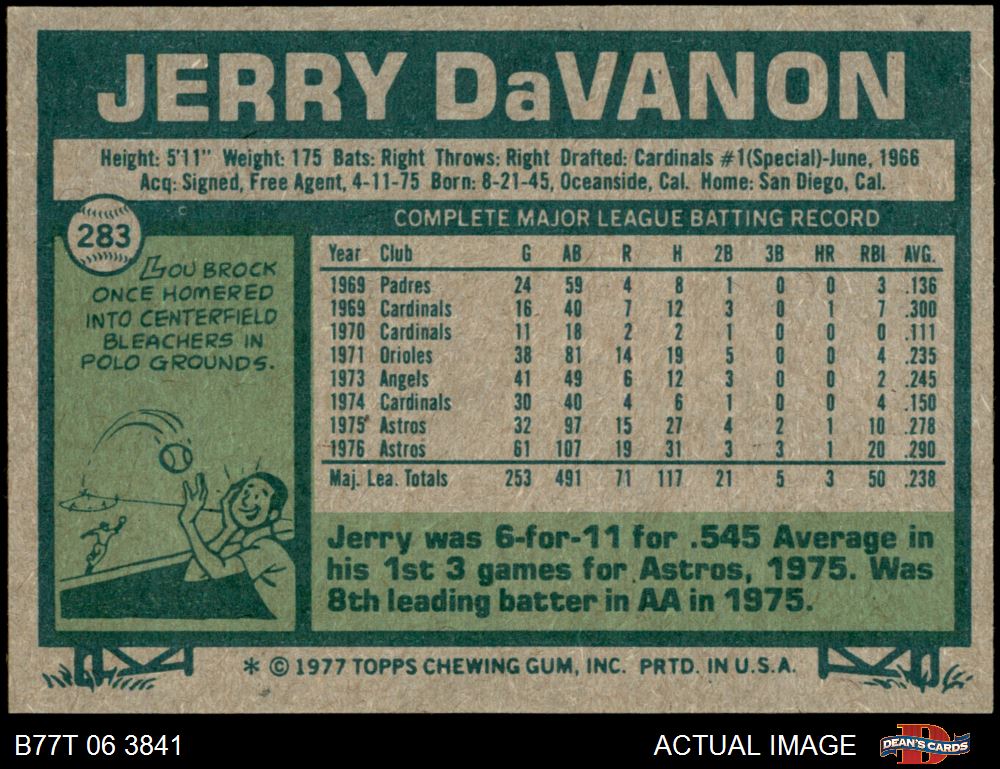 JERRY DaVANON
Height: 5'11" Weight: 175 Bats: Right Throws: Right Drafted: Cardinals #1(Special)-June, 1966
Acq: Signed, Free Agent, 4-11-75 Born: 8-21-45, Oceanside, Cal. Home: San Diego, Cal.
283
LOU BROCK
ONCE HOMERED
INTO CENTERFIELD
BLEACHERS IN
POLO GROUNDS.
COMPLETE MAJOR LEAGUE BATTING RECORD
Year Club G AB R H 2B 3B HR RBI AVG.
1969 Padres 24 59 4 8 1 0 0 3 .136
1969 Cardinals 16 40 7 12 3 0 1 7 .300
1970 Cardinals 11 18 2 2 1 0 0 0 .111
1971 Orioles 38 81 14 19 5 0 0 4 .235
1973 Angels 41 49 6 12 3 0 0 2 .245
1974 Cardinals 30 40 4 6 1 0 0 4 .150
1975 Astros 32 97 15 27 4 2 1 10 .278
1976 Astros 61 107 19 31 3 3 1 20 .290
Maj. Lea. Totals 253 491 71 117 21 5 3 50 .238
Jerry was 6-for-11 for .545 Average in
his 1st 3 games for Astros, 1975. Was
8th leading batter in AA in 1975.
* © 1977 TOPPS CHEWING GUM, INC. PRTD. IN U.S.A.
B77T 06 3841
ACTUAL IMAGE
DEAN'S CARDS